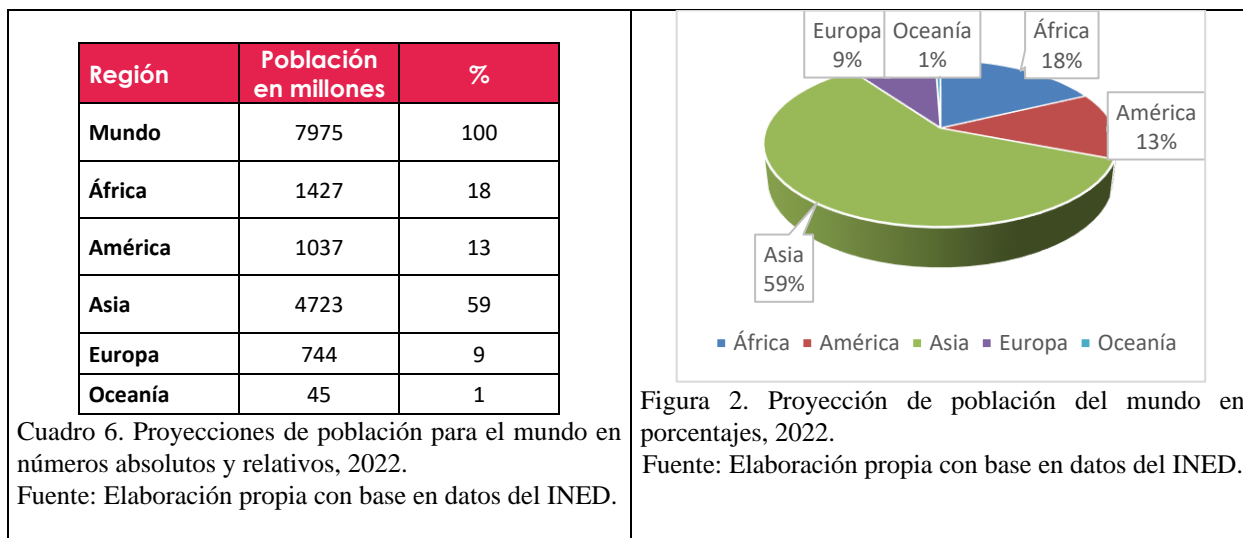 Región Población en millones %
Mundo 7975 100
África 1427 18
América 1037 13
Asia 4723 59
Europa 744 9
Oceanía 45 1
Cuadro 6. Proyecciones de población para el mundo en
números absolutos y relativos, 2022.
Fuente: Elaboración propia con base en datos del INED.
Europa
9%
Oceanía
1%
África
18%
América
13%
Asia
59%
África América Asia Europa Oceanía
Figura 2. Proyección de población del mundo en
porcentajes, 2022.
Fuente: Elaboración propia con base en datos del INED.